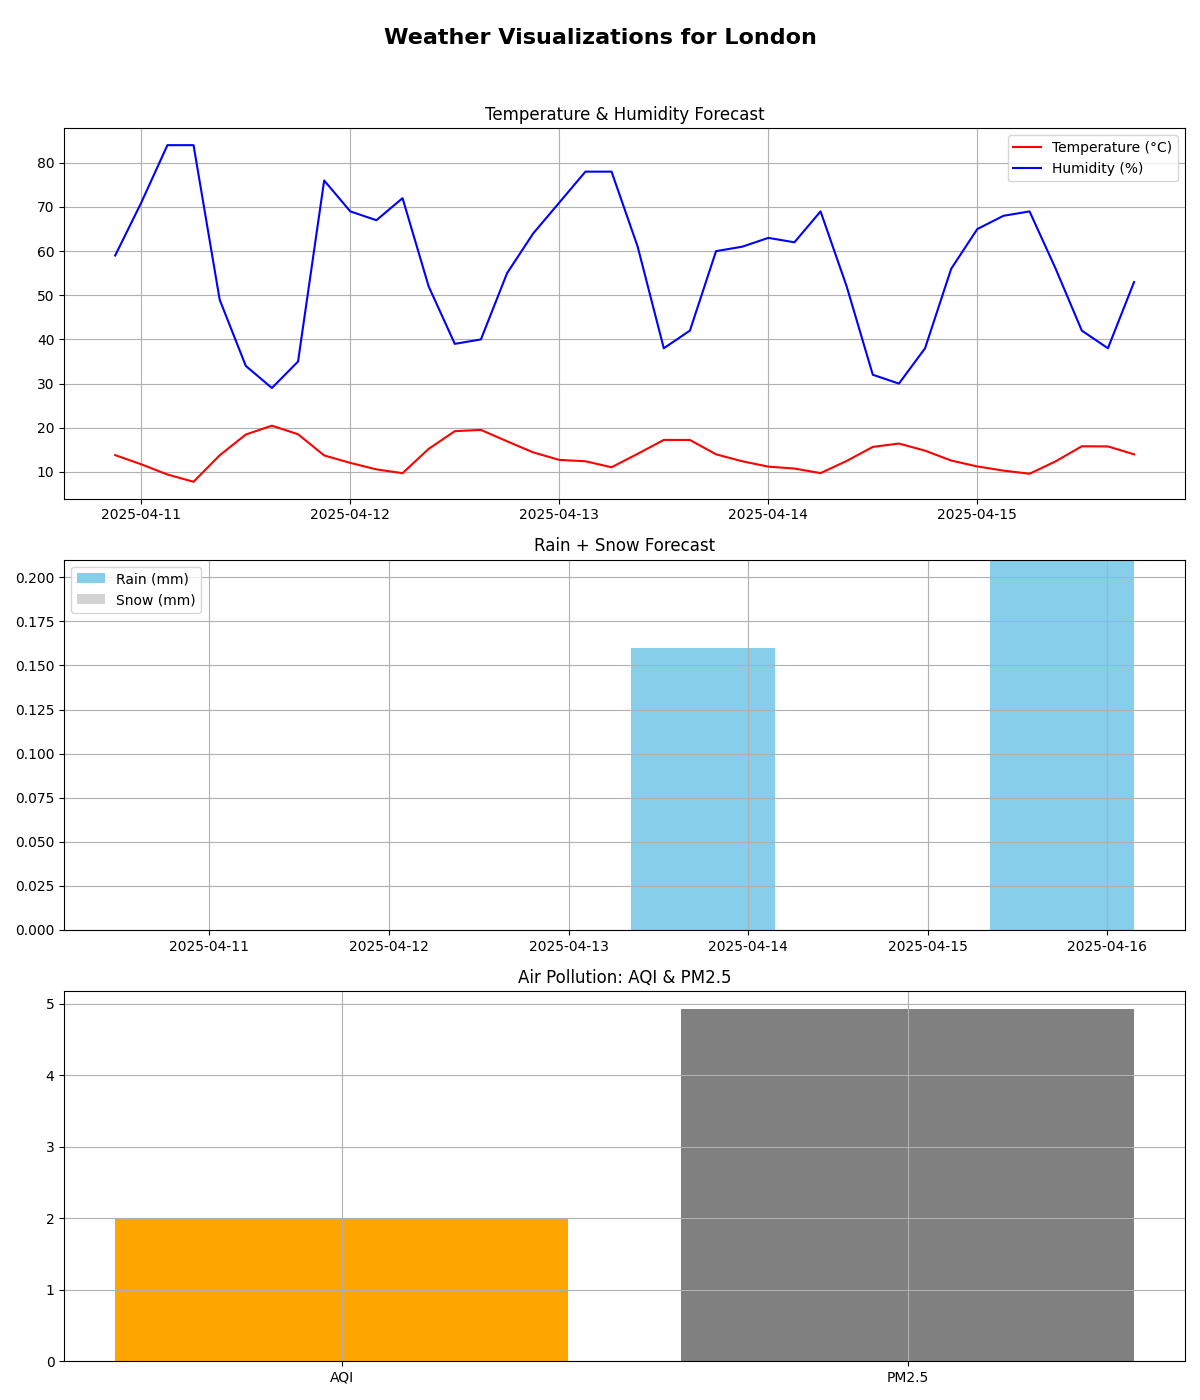 Weather Visualizations for London
Temperature & Humidity Forecast
Temperature (°C)
Humidity (%)
80
70
60
50
40
30
20
10
2025-04-11 2025-04-12 2025-04-13 2025-04-14 2025-04-15
Rain + Snow Forecast
Rain (mm)
Snow (mm)
0.200
0.175
0.150
0.125
0.100
0.075
0.050
0.025
0.000
2025-04-11 2025-04-12 2025-04-13 2025-04-14 2025-04-15 2025-04-16
Air Pollution: AQI & PM2.5
5
4
3
2
1
0
AQI PM2.5